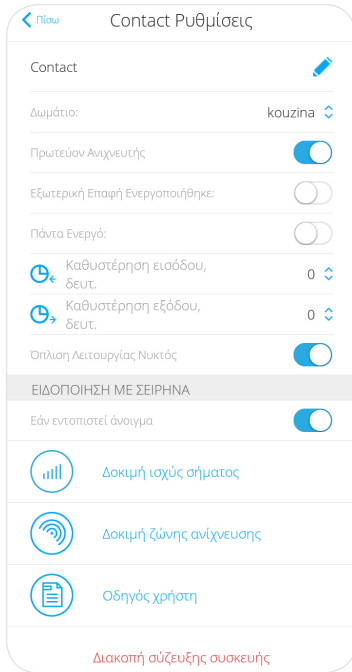 Πίσω
Contact Ρυθμίσεις
Contact
Δωμάτιο:
kouzina
Πρωτεύον Ανιχνευτής
Εξωτερική Επαφή Ενεργοποιήθηκε:
Πάντα Ενεργό:
Καθυστέρηση εισόδου,
δευτ.
0
Καθυστέρηση εξόδου,
δευτ.
0
Όπλιση Λειτουργίας Νυκτός
ΕΙΔΟΠΟΙΗΣΗ ΜΕ ΣΕΙΡΗΝΑ
Εάν εντοπιστεί άνοιγμα
Δοκιμή ισχύς σήματος
Δοκιμή ζώνης ανίχνευσης
Οδηγός χρήστη
Διακοπή σύζευξης συσκευής